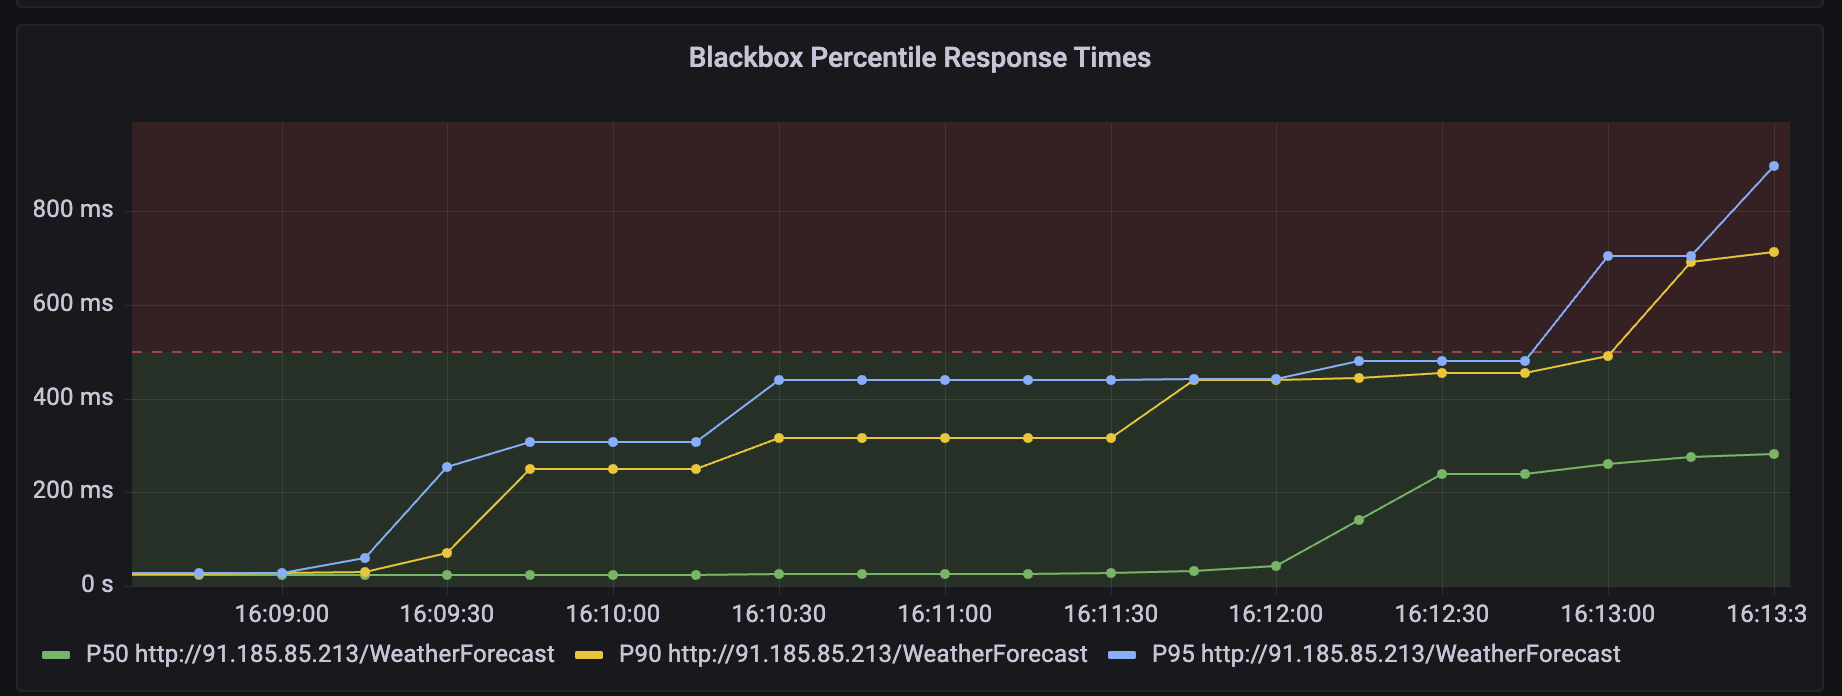 Blackbox Percentile Response Times
800 ms
600 ms
400 ms
200 ms
0 s
16:09:00 16:09:30 16:10:00 16:10:30 16:11:00 16:11:30 16:12:00 16:12:30 16:13:00 16:13:3
P50 http://91.185.85.213/WeatherForecast P90 http://91.185.85.213/WeatherForecast P95 http://91.185.85.213/WeatherForecast